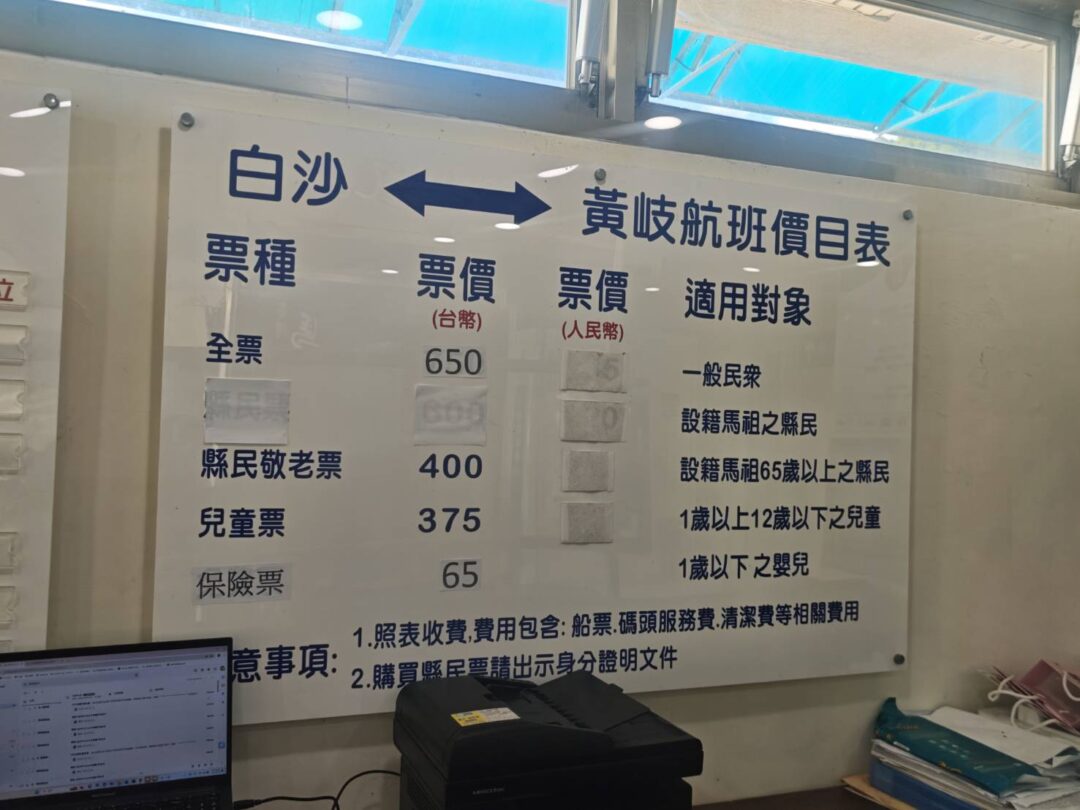 白沙 ⟷ 黃岐航班價目表
票種 票價 票價 適用對象
(台幣) (人民幣)
全票 650 一般民眾
設籍馬祖之縣民
縣民敬老票 400 設籍馬祖65歲以上之縣民
兒童票 375 1歲以上12歲以下之兒童
保險票 65 1歲以下之嬰兒
意事項: 1.照表收費,費用包含: 船票.碼頭服務費.清潔費等相關費用
2.購買縣民票請出示身分證明文件
立